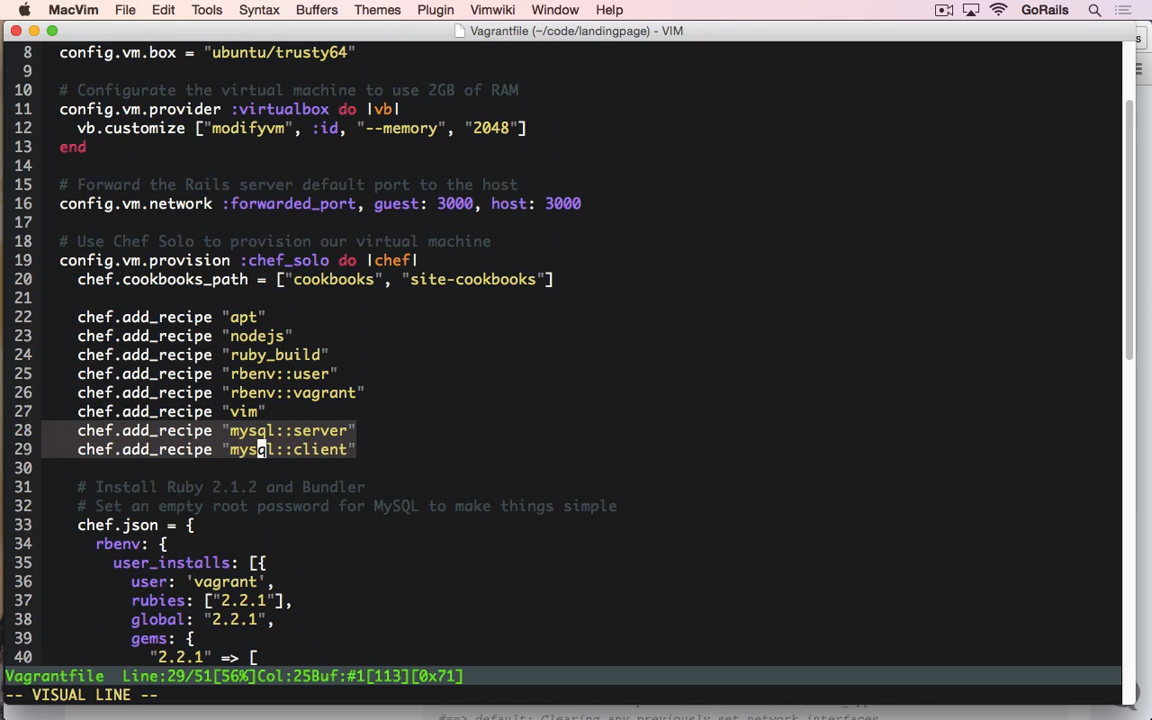 MacVim File Edit Tools Syntax Buffers Themes Plugin Vimwiki Window Help GoRails
Vagrantfile (~/code/landingpage) - VIM
8 config.vm.box = "ubuntu/trusty64"
9
10 # Configurate the virtual machine to use 2GB of RAM
11 config.vm.provider :virtualbox do |vb|
12 vb.customize ["modifyvm", :id, "--memory", "2048"]
13 end
14
15 # Forward the Rails server default port to the host
16 config.vm.network :forwarded_port, guest: 3000, host: 3000
17
18 # Use Chef Solo to provision our virtual machine
19 config.vm.provision :chef_solo do |chef|
20 chef.cookbooks_path = ["cookbooks", "site-cookbooks"]
21
22 chef.add_recipe "apt"
23 chef.add_recipe "nodejs"
24 chef.add_recipe "ruby_build"
25 chef.add_recipe "rbenv::user"
26 chef.add_recipe "rbenv::vagrant"
27 chef.add_recipe "vim"
28 chef.add_recipe "mysql::server"
29 chef.add_recipe "mysql::client"
30
31 # Install Ruby 2.1.2 and Bundler
32 # Set an empty root password for MySQL to make things simple
33 chef.json = {
34 rbenv: {
35 user_installs: [{
36 user: 'vagrant',
37 rubies: ["2.2.1"],
38 global: "2.2.1",
39 gems: {
40 "2.2.1" => [
Vagrantfile Line:29/51[56%]Col:25Buf:#1[113][0x71]
-- VISUAL LINE --
#==> default: Clearing any previously set network interfaces